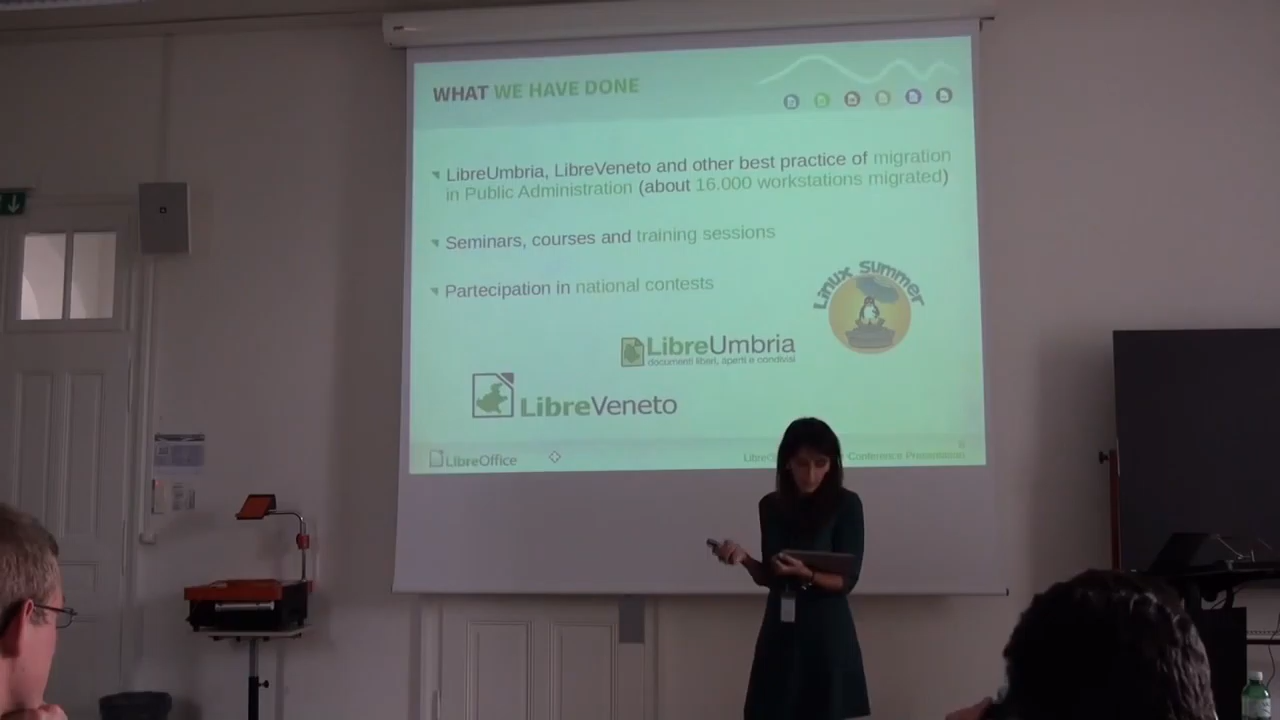 WHAT WE HAVE DONE
LibreUmbria, LibreVeneto and other best practice of migration
in Public Administration (about 16.000 workstations migrated)
Seminars, courses and training sessions
Partecipation in national contests
Linux Summer
LibreUmbria
documenti liberi, aperti e condivisi
LibreVeneto
LibreOffice
Conference Presentation